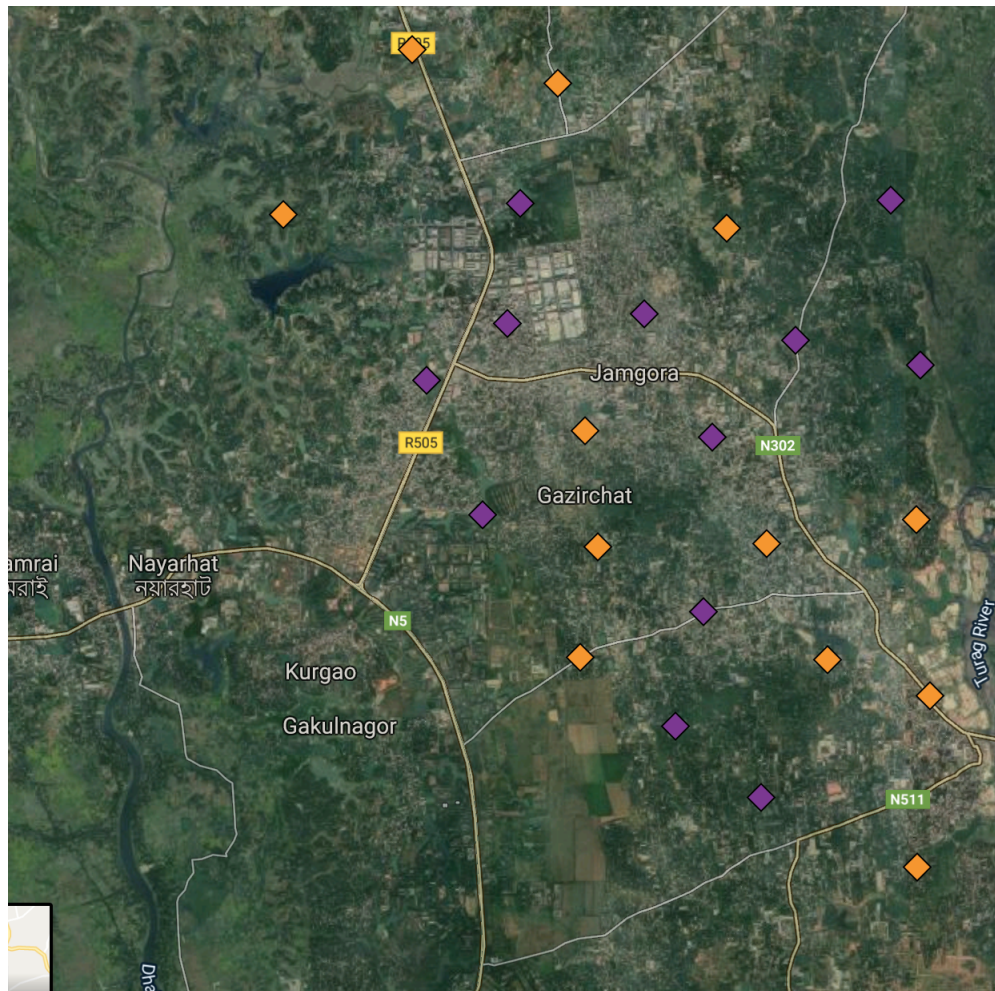 Jamgora
R505
N302
Gazirchat
Nayarhat
নয়ারহাট
N5
Kurgao
Turag River
Gakulnagor
N511